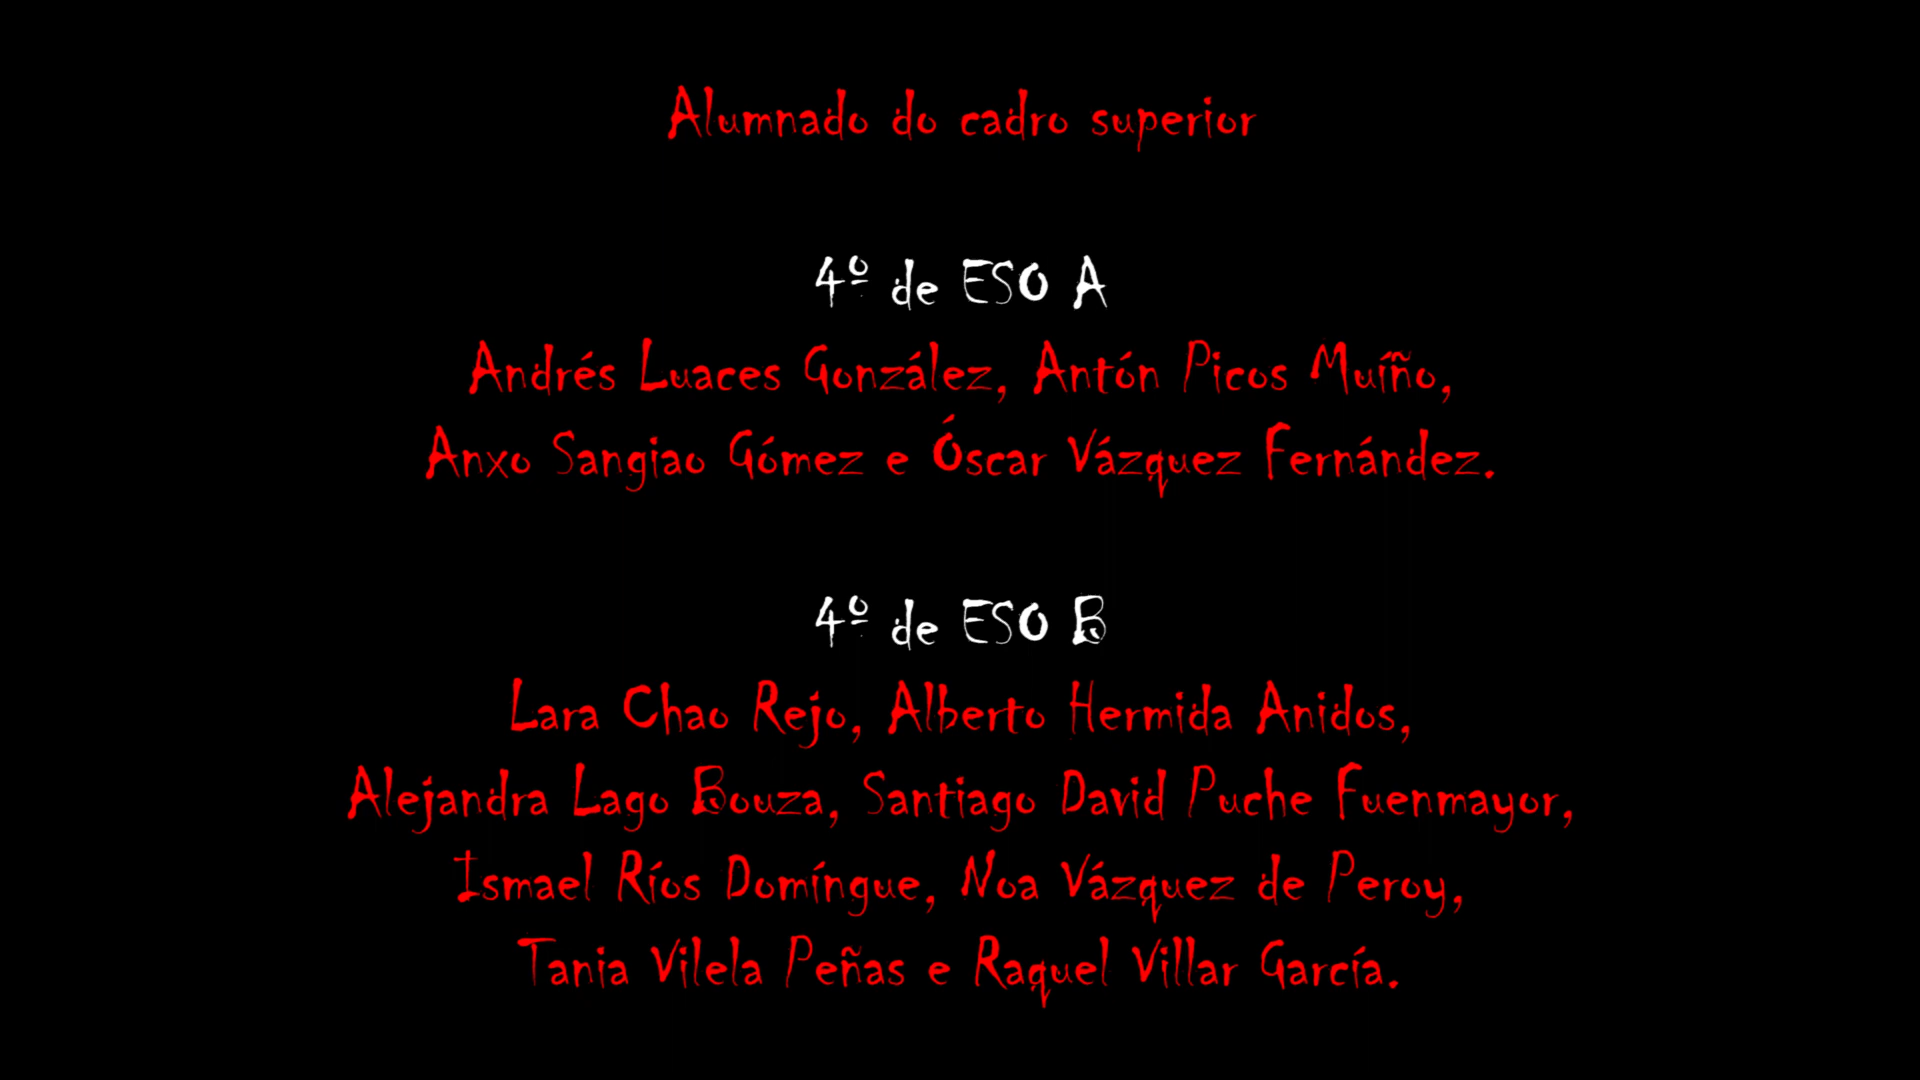 Alumnado do cadro superior
4º de ESO A
Andrés Luaces González, Antón Picos Muíño,
Anxo Sangiao Gómez e Óscar Vázquez Fernández.
4º de ESO B
Lara Chao Rejo, Alberto Hermida Anidos,
Alejandra Lago Bouza, Santiago David Puche Fuenmayor,
Ismael Ríos Domíngue, Noa Vázquez de Peroy,
Tania Vilela Peñas e Raquel Villar García.